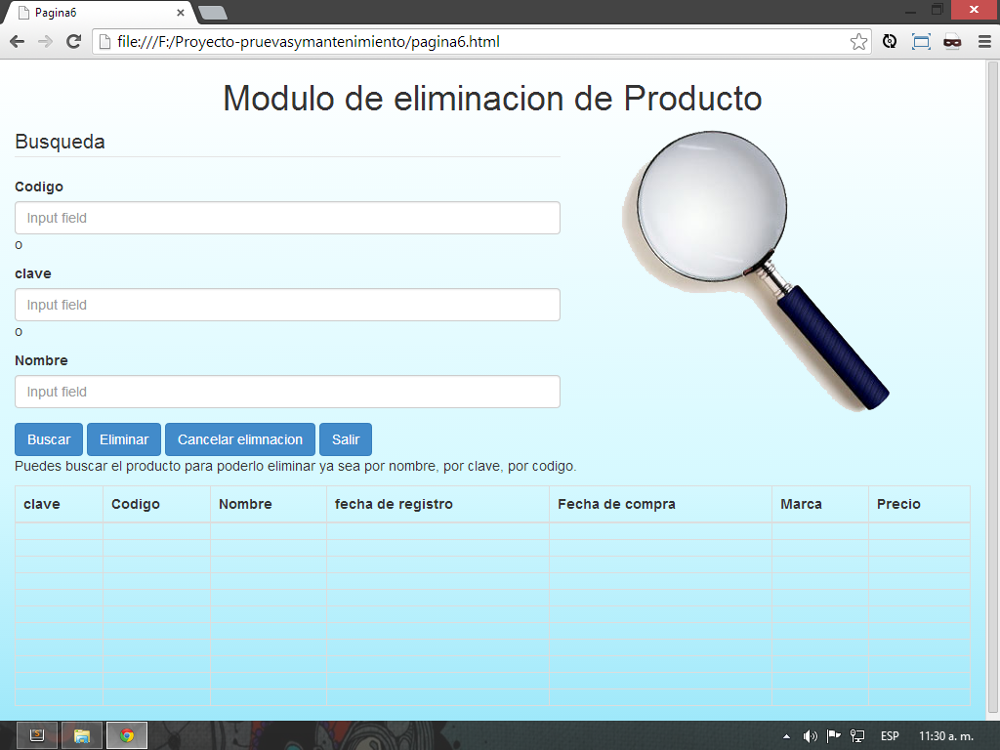 Pagina6
file:///F:/Proyecto-pruevasymantenimiento/pagina6.html
Modulo de eliminacion de Producto
Busqueda
Codigo
Input field
o
clave
Input field
o
Nombre
Input field
Buscar Eliminar Cancelar elimnacion Salir
Puedes buscar el producto para poderlo eliminar ya sea por nombre, por clave, por codigo.
clave Codigo Nombre fecha de registro Fecha de compra Marca Precio
ESP 11:30 a. m.